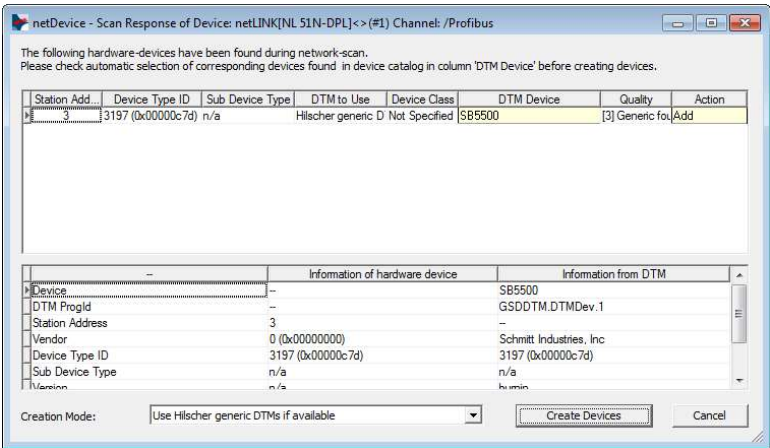 netDevice - Scan Response of Device: netLINK[NL 51N-DPL]<>(#1) Channel: /Profibus
The following hardware-devices have been found during network-scan.
Please check automatic selection of corresponding devices found in device catalog in column 'DTM Device' before creating devices.
Station Add... Device Type ID Sub Device Type DTM to Use Device Class DTM Device Quality Action
3 3197 (0x00000c7d) n/a Hilscher generic D Not Specified SB5500 [3] Generic fou Add
-- Information of hardware device Information from DTM
Device -- SB5500
DTM ProgId -- GSDDTM.DTMDev.1
Station Address 3 --
Vendor 0 (0x00000000) Schmitt Industries, Inc
Device Type ID 3197 (0x00000c7d) 3197 (0x00000c7d)
Sub Device Type n/a n/a
Version n/a
Creation Mode: Use Hilscher generic DTMs if available Create Devices Cancel